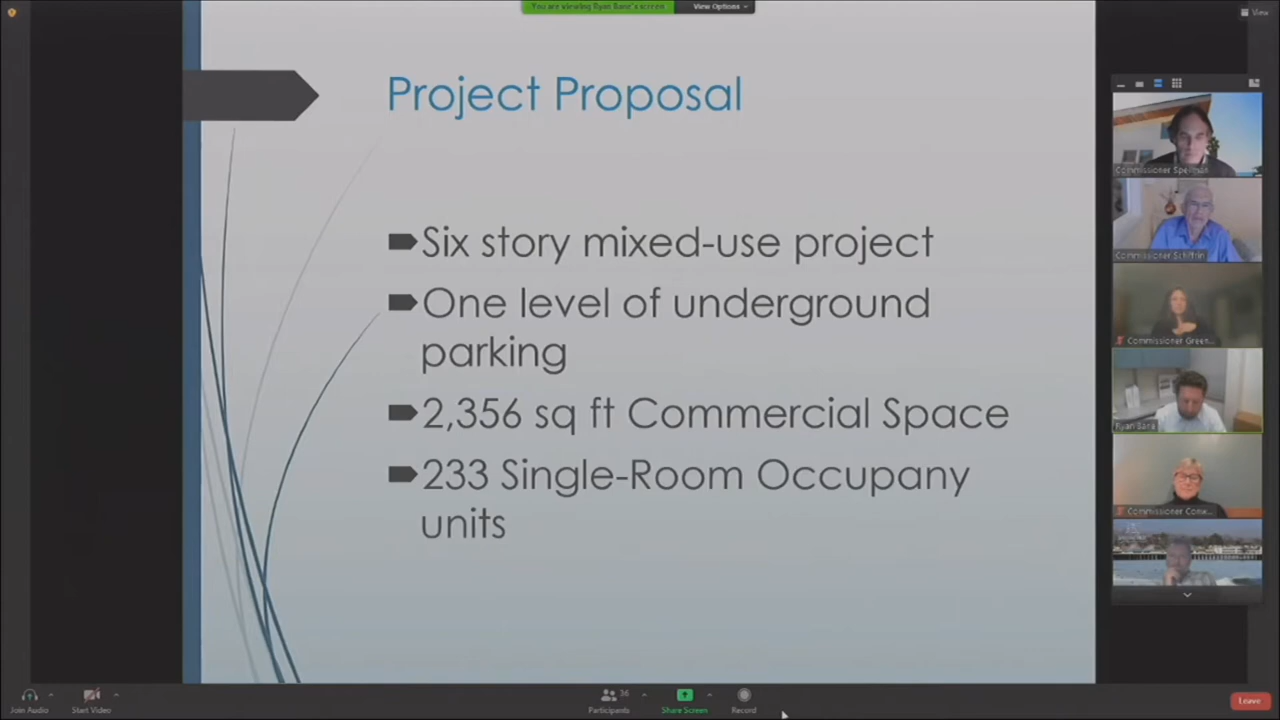 You are viewing Ryan Bane's screen
View Options
View
Project Proposal
Six story mixed-use project
One level of underground
parking
2,356 sq ft Commercial Space
233 Single-Room Occupany
units
Commissioner Spellman
Commissioner Schiffrin
Commissioner Green...
Ryan Bane
Commissioner Conw...
Join Audio
Start Video
Participants
36
Share Screen
Record
Leave